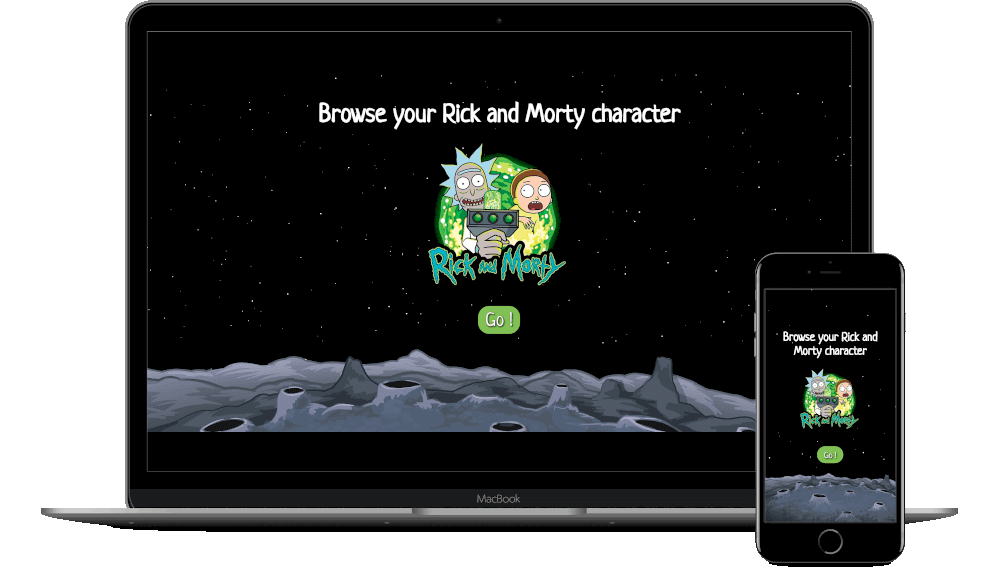 Browse your Rick and Morty character
Rick and Morty
Go !
MacBook
Browse your Rick and
Morty character
Rick and Morty
Go !